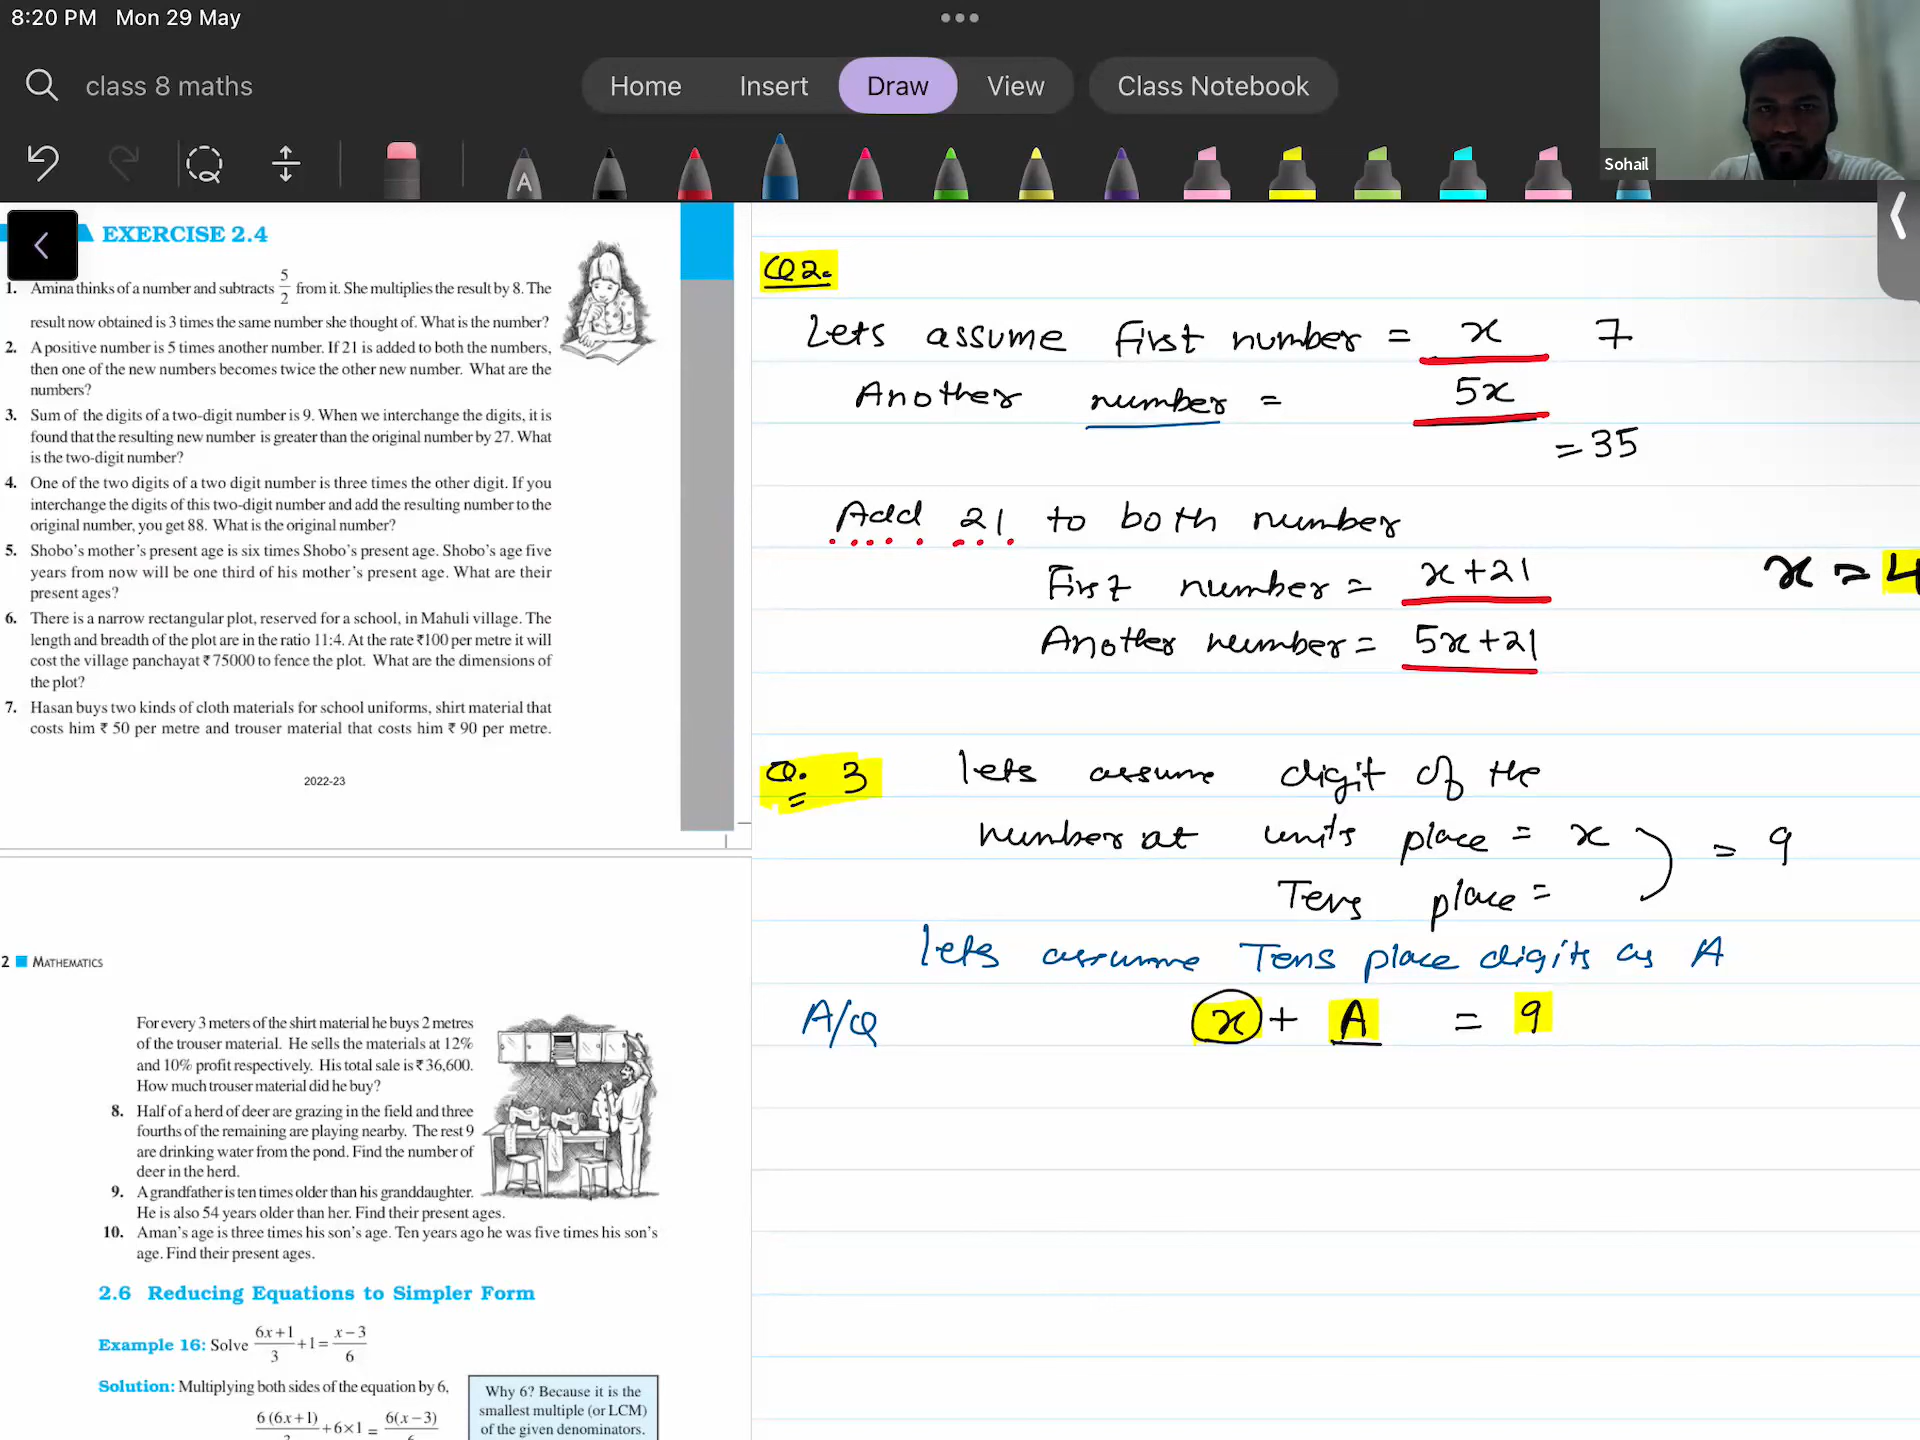 8:20 PM Mon 29 May
class 8 maths
Home Insert Draw View Class Notebook
A
Sohail
EXERCISE 2.4
1. Amina thinks of a number and subtracts 5/2 from it. She multiplies the result by 8. The
result now obtained is 3 times the same number she thought of. What is the number?
2. A positive number is 5 times another number. If 21 is added to both the numbers,
then one of the new numbers becomes twice the other new number. What are the
numbers?
3. Sum of the digits of a two-digit number is 9. When we interchange the digits, it is
found that the resulting new number is greater than the original number by 27. What
is the two-digit number?
4. One of the two digits of a two digit number is three times the other digit. If you
interchange the digits of this two-digit number and add the resulting number to the
original number, you get 88. What is the original number?
5. Shobo's mother's present age is six times Shobo's present age. Shobo's age five
years from now will be one third of his mother's present age. What are their
present ages?
6. There is a narrow rectangular plot, reserved for a school, in Mahuli village. The
length and breadth of the plot are in the ratio 11:4. At the rate ₹100 per metre it will
cost the village panchayat ₹ 75000 to fence the plot. What are the dimensions of
the plot?
7. Hasan buys two kinds of cloth materials for school uniforms, shirt material that
costs him ₹ 50 per metre and trouser material that costs him ₹ 90 per metre.
2022-23
2 MATHEMATICS
For every 3 meters of the shirt material he buys 2 metres
of the trouser material. He sells the materials at 12%
and 10% profit respectively. His total sale is ₹ 36,600.
How much trouser material did he buy?
8. Half of a herd of deer are grazing in the field and three
fourths of the remaining are playing nearby. The rest 9
are drinking water from the pond. Find the number of
deer in the herd.
9. A grandfather is ten times older than his granddaughter.
He is also 54 years older than her. Find their present ages.
10. Aman's age is three times his son's age. Ten years ago he was five times his son's
age. Find their present ages.
2.6 Reducing Equations to Simpler Form
Example 16: Solve (6x+1)/3 + 1 = (x−3)/6
Solution: Multiplying both sides of the equation by 6,
6(6x+1)/3 + 6×1 = 6(x−3)/6
Why 6? Because it is the
smallest multiple (or LCM)
of the given denominators.
Q2.
Lets assume First number = x 7
Another number = 5x
= 35
Add 21 to both number
First number = x+21
x = 4
Another number = 5x+21
Q. 3 lets assume digit of the
number at units place = x ) = 9
Tens place =
lets assume Tens place digits as A
A/Q x + A = 9